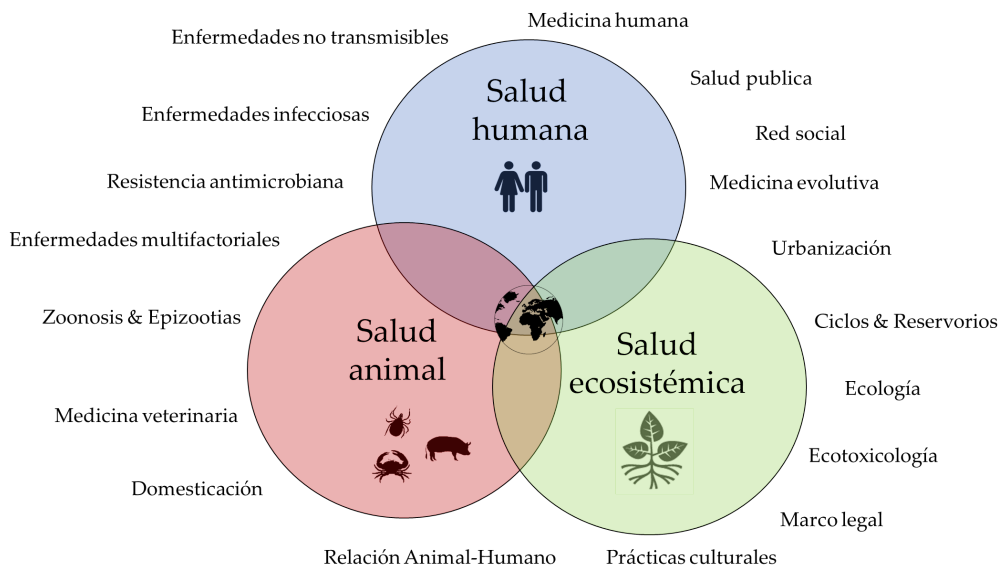 Medicina humana
Enfermedades no transmisibles
Salud publica
Salud
humana
Enfermedades infecciosas
Red social
Resistencia antimicrobiana
Medicina evolutiva
Enfermedades multifactoriales
Urbanización
Zoonosis & Epizootias
Ciclos & Reservorios
Salud
animal
Salud
ecosistémica
Ecología
Medicina veterinaria
Ecotoxicología
Domesticación
Marco legal
Relación Animal-Humano
Prácticas culturales